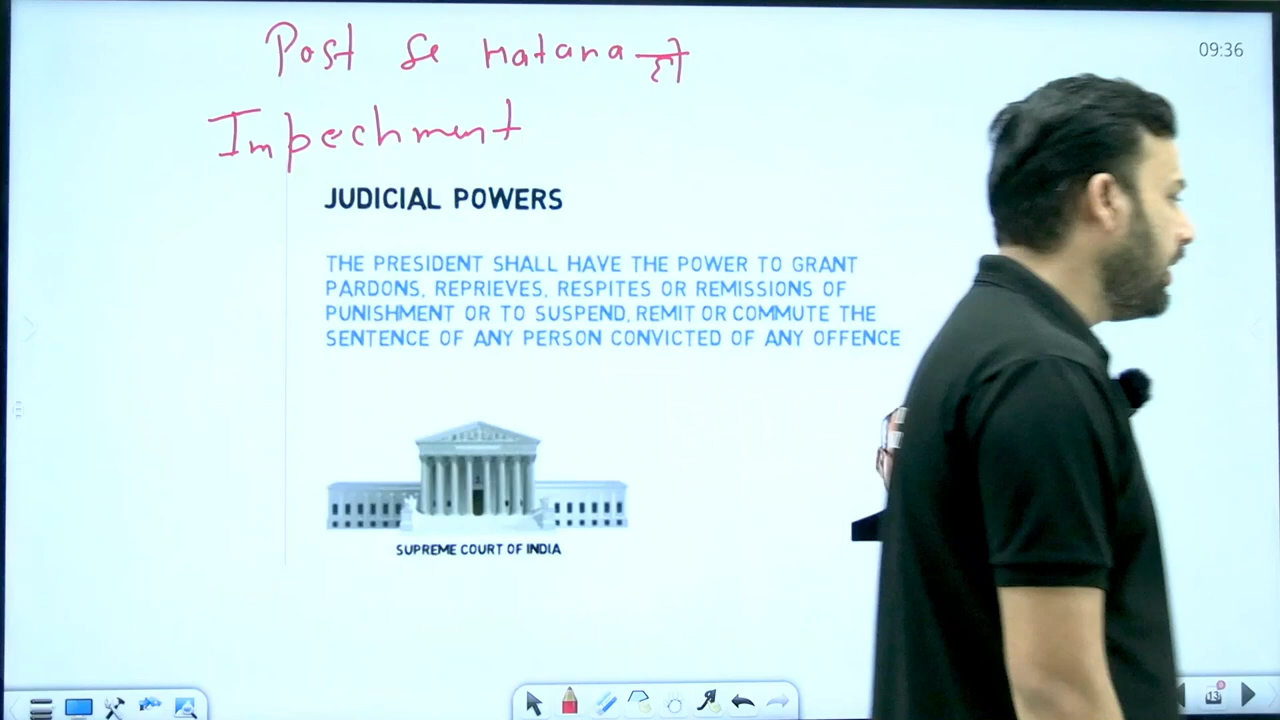 Post se Hatana हो
Impechment
09:36
JUDICIAL POWERS
THE PRESIDENT SHALL HAVE THE POWER TO GRANT
PARDONS, REPRIEVES, RESPITES OR REMISSIONS OF
PUNISHMENT OR TO SUSPEND, REMIT OR COMMUTE THE
SENTENCE OF ANY PERSON CONVICTED OF ANY OFFENCE
SUPREME COURT OF INDIA
13